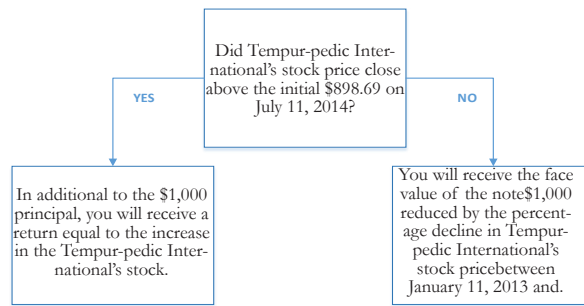 Did Tempur-pedic Inter-
national's stock price close
above the initial $898.69 on
July 11, 2014?
YES
NO
In additional to the $1,000
principal, you will receive a
return equal to the increase
in the Tempur-pedic Inter-
national's stock.
You will receive the face
value of the note$1,000
reduced by the percent-
age decline in Tempur-
pedic International's
stock pricebetween
January 11, 2013 and.